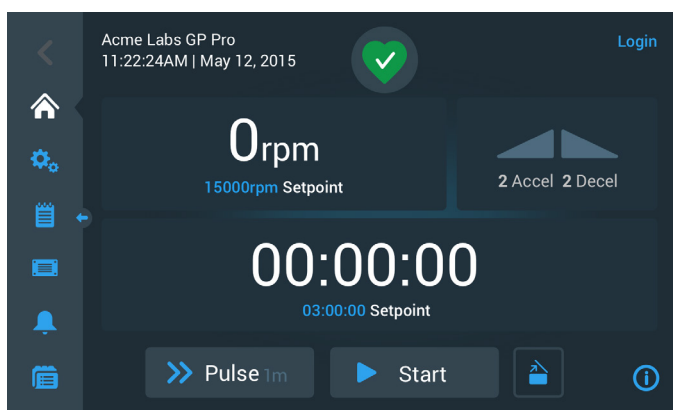 Acme Labs GP Pro
Login
11:22:24AM | May 12, 2015
0rpm
15000rpm Setpoint
2 Accel 2 Decel
00:00:00
03:00:00 Setpoint
Pulse 1m
Start